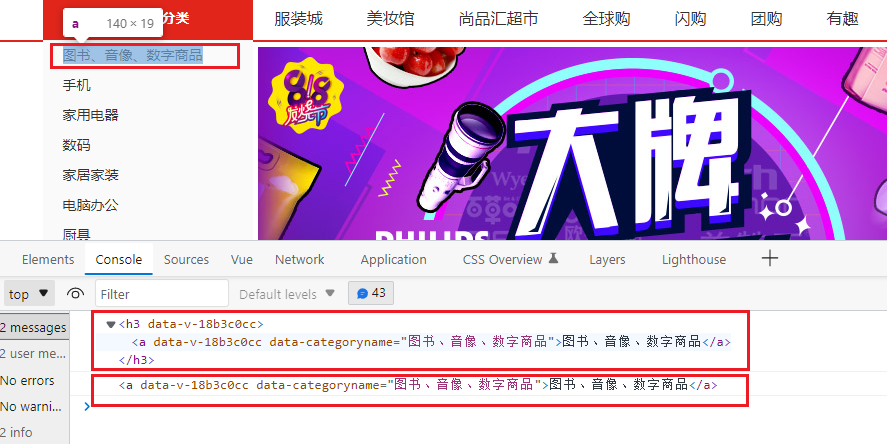 分类 服装城 美妆馆 尚品汇超市 全球购 闪购 团购 有趣
a 140 × 19
图书、音像、数字商品
手机
家用电器
数码
家居家装
电脑办公
厨具
88
发烧节
大牌
PHILIPS
Elements Console Sources Vue Network Application CSS Overview Layers Lighthouse
top Filter Default levels 43
2 messages
2 user me...
No errors
No warni...
2 info
<h3 data-v-18b3c0cc>
<a data-v-18b3c0cc data-categoryname="图书、音像、数字商品">图书、音像、数字商品</a>
</h3>
<a data-v-18b3c0cc data-categoryname="图书、音像、数字商品">图书、音像、数字商品</a>